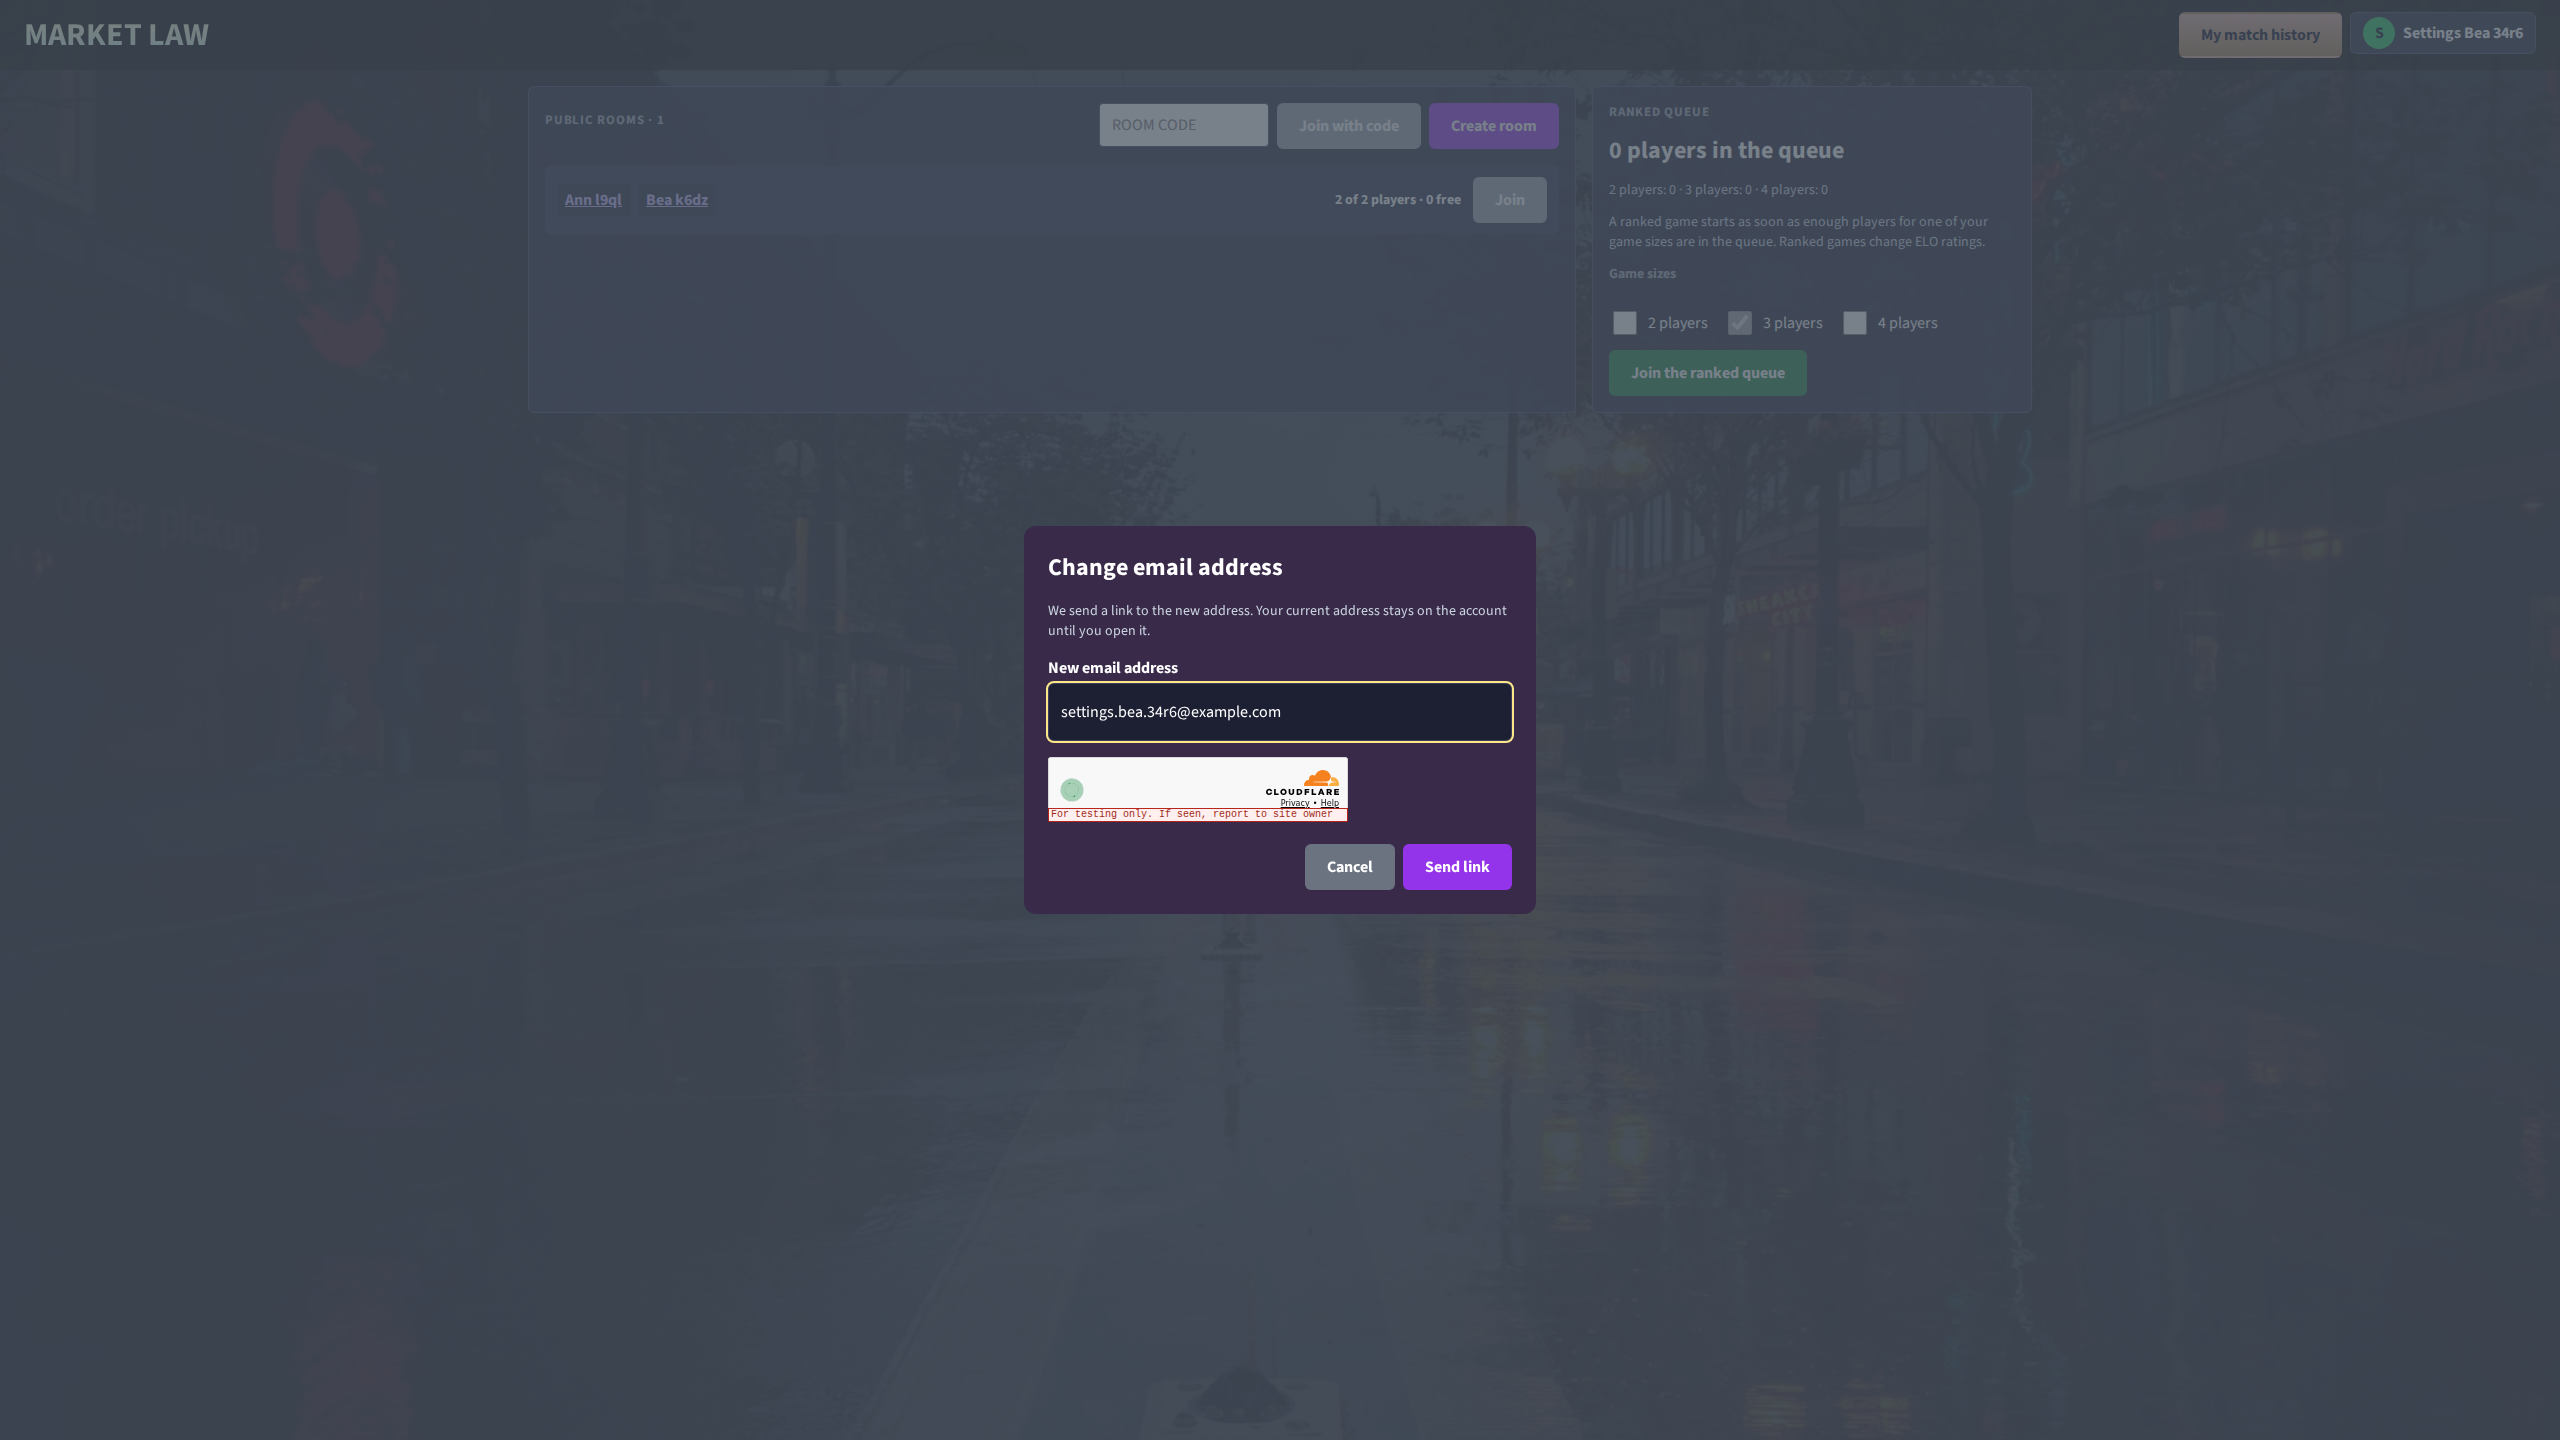 MARKET LAW
My match history
S
Settings Bea 34r6
PUBLIC ROOMS · 1
ROOM CODE
Join with code
Create room
Ann l9ql
Bea k6dz
2 of 2 players · 0 free
Join
RANKED QUEUE
0 players in the queue
2 players: 0 · 3 players: 0 · 4 players: 0
A ranked game starts as soon as enough players for one of your
game sizes are in the queue. Ranked games change ELO ratings.
Game sizes
2 players
3 players
4 players
Join the ranked queue
order pickup
SNEAKER
CITY
Change email address
We send a link to the new address. Your current address stays on the account
until you open it.
New email address
settings.bea.34r6@example.com
CLOUDFLARE
Privacy • Help
For testing only. If seen, report to site owner
Cancel
Send link